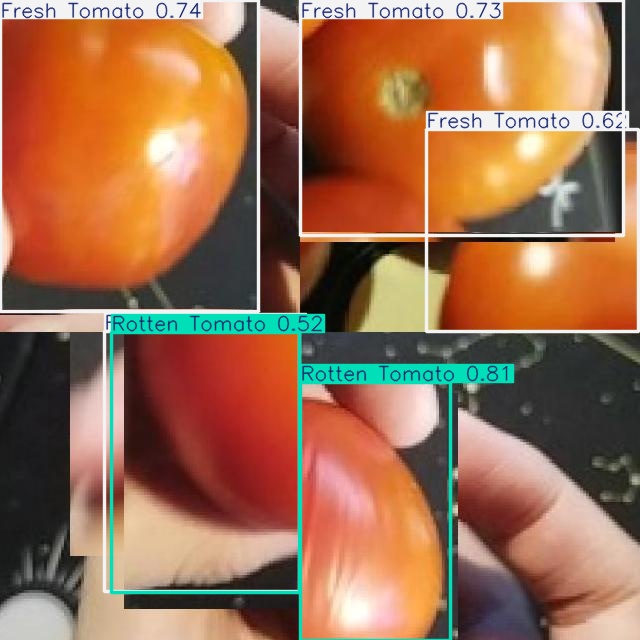 Fresh Tomato 0.74
Fresh Tomato 0.73
Fresh Tomato 0.62
Rotten Tomato 0.52
Rotten Tomato 0.81